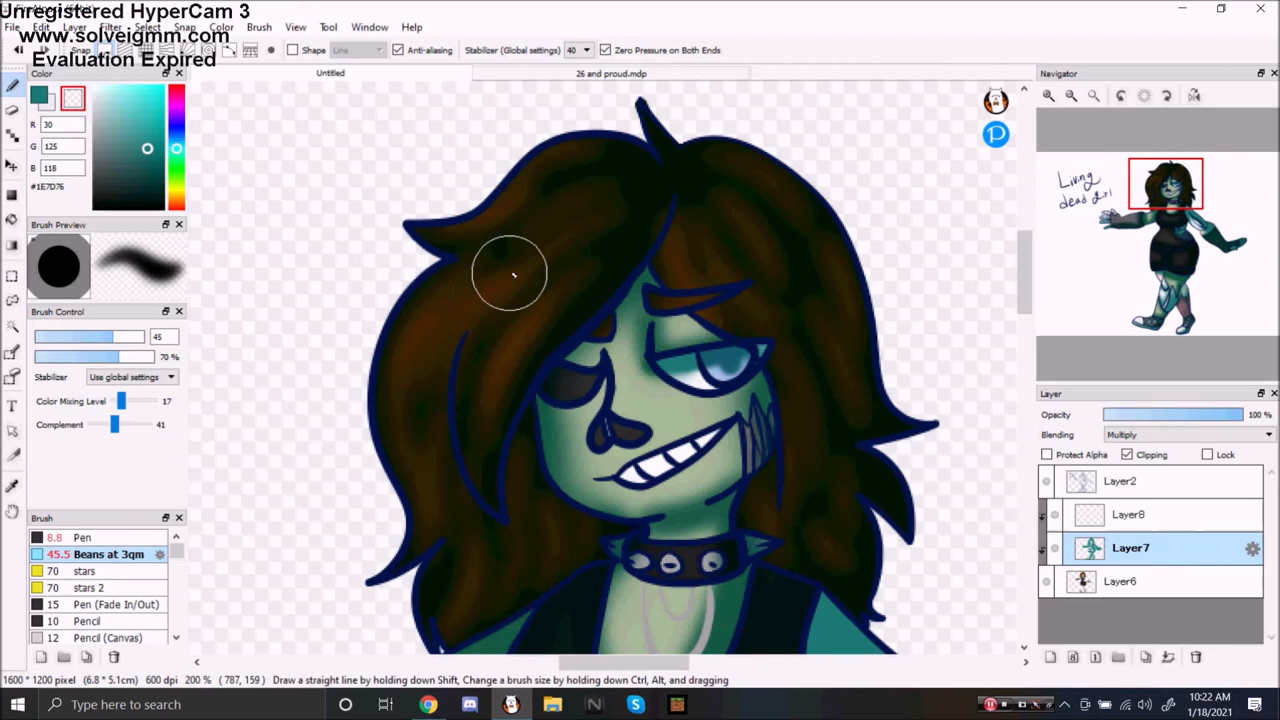 Unregistered HyperCam 3
www.solveigmm.com
Evaluation Expired
File Edit Layer Filter Select Snap Color Brush View Tool Window Help
Snap Shape Line Anti-aliasing Stabilizer (Global settings) 40 Zero Pressure on Both Ends
Untitled 26 and proud.mdp
Color
R 30
G 125
B 118
#1E7D76
Brush Preview
Brush Control
45
70 %
Stabilizer Use global settings
Color Mixing Level 17
Complement 41
Brush
8.8 Pen
45.5 Beans at 3qm
70 stars
70 stars 2
15 Pen (Fade In/Out)
10 Pencil
12 Pencil (Canvas)
Navigator
Living
dead girl
Layer
Opacity 100 %
Blending Multiply
Protect Alpha Clipping Lock
Layer2
Layer8
Layer7
Layer6
1600 * 1200 pixel (6.8 * 5.1cm) 600 dpi 200 % ( 787, 159 ) Draw a straight line by holding down Shift, Change a brush size by holding down Ctrl, Alt, and dragging
Type here to search
10:22 AM
1/18/2021